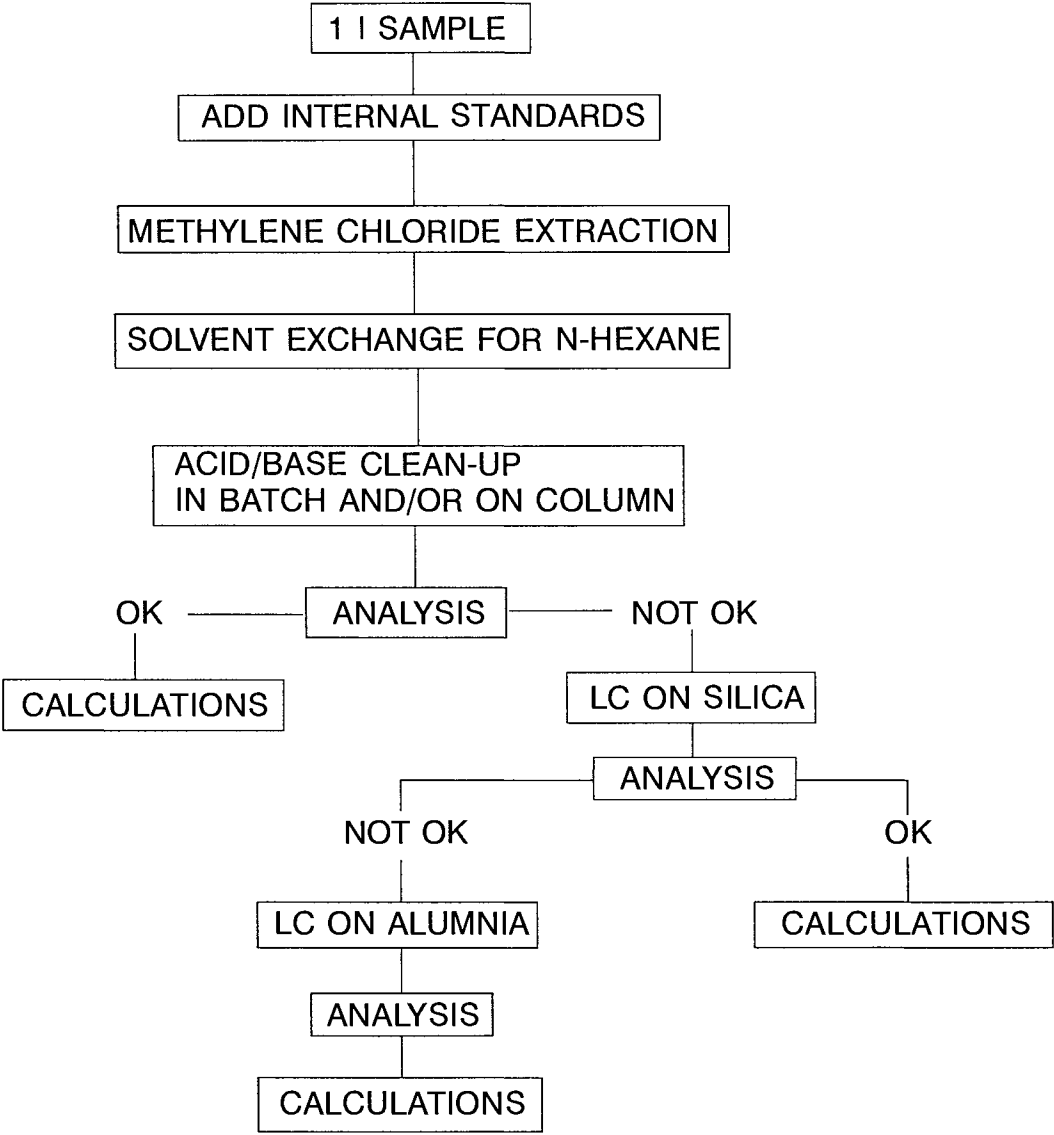 1 l SAMPLE
ADD INTERNAL STANDARDS
METHYLENE CHLORIDE EXTRACTION
SOLVENT EXCHANGE FOR N-HEXANE
ACID/BASE CLEAN-UP
IN BATCH AND/OR ON COLUMN
OK
ANALYSIS
NOT OK
CALCULATIONS
LC ON SILICA
ANALYSIS
NOT OK
OK
LC ON ALUMNIA
CALCULATIONS
ANALYSIS
CALCULATIONS